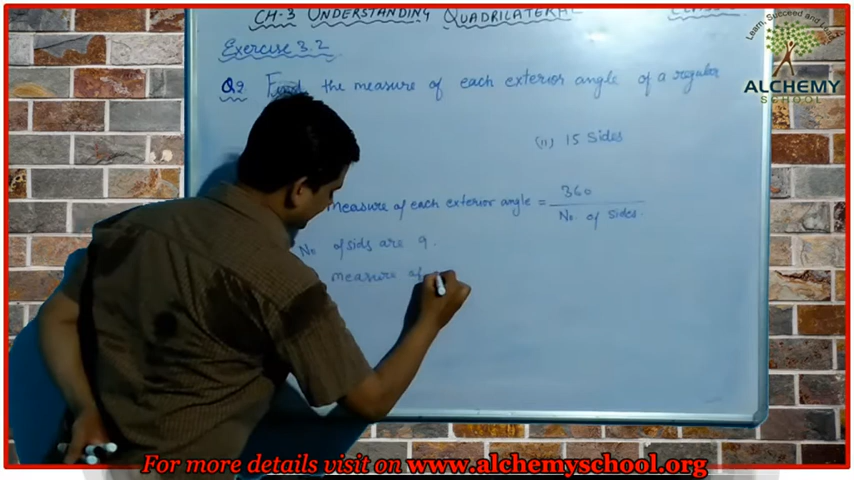 CH-3 UNDERSTANDING QUADRILATERAL
Learn, Succeed and Lead
ALCHEMY
SCHOOL
Exercise 3.2
Q2 Find the measure of each exterior angle of a regular
(ii) 15 Sides
measure of each exterior angle = 360
No. of sides.
No of sids are 9.
measure of
For more details visit on www.alchemyschool.org